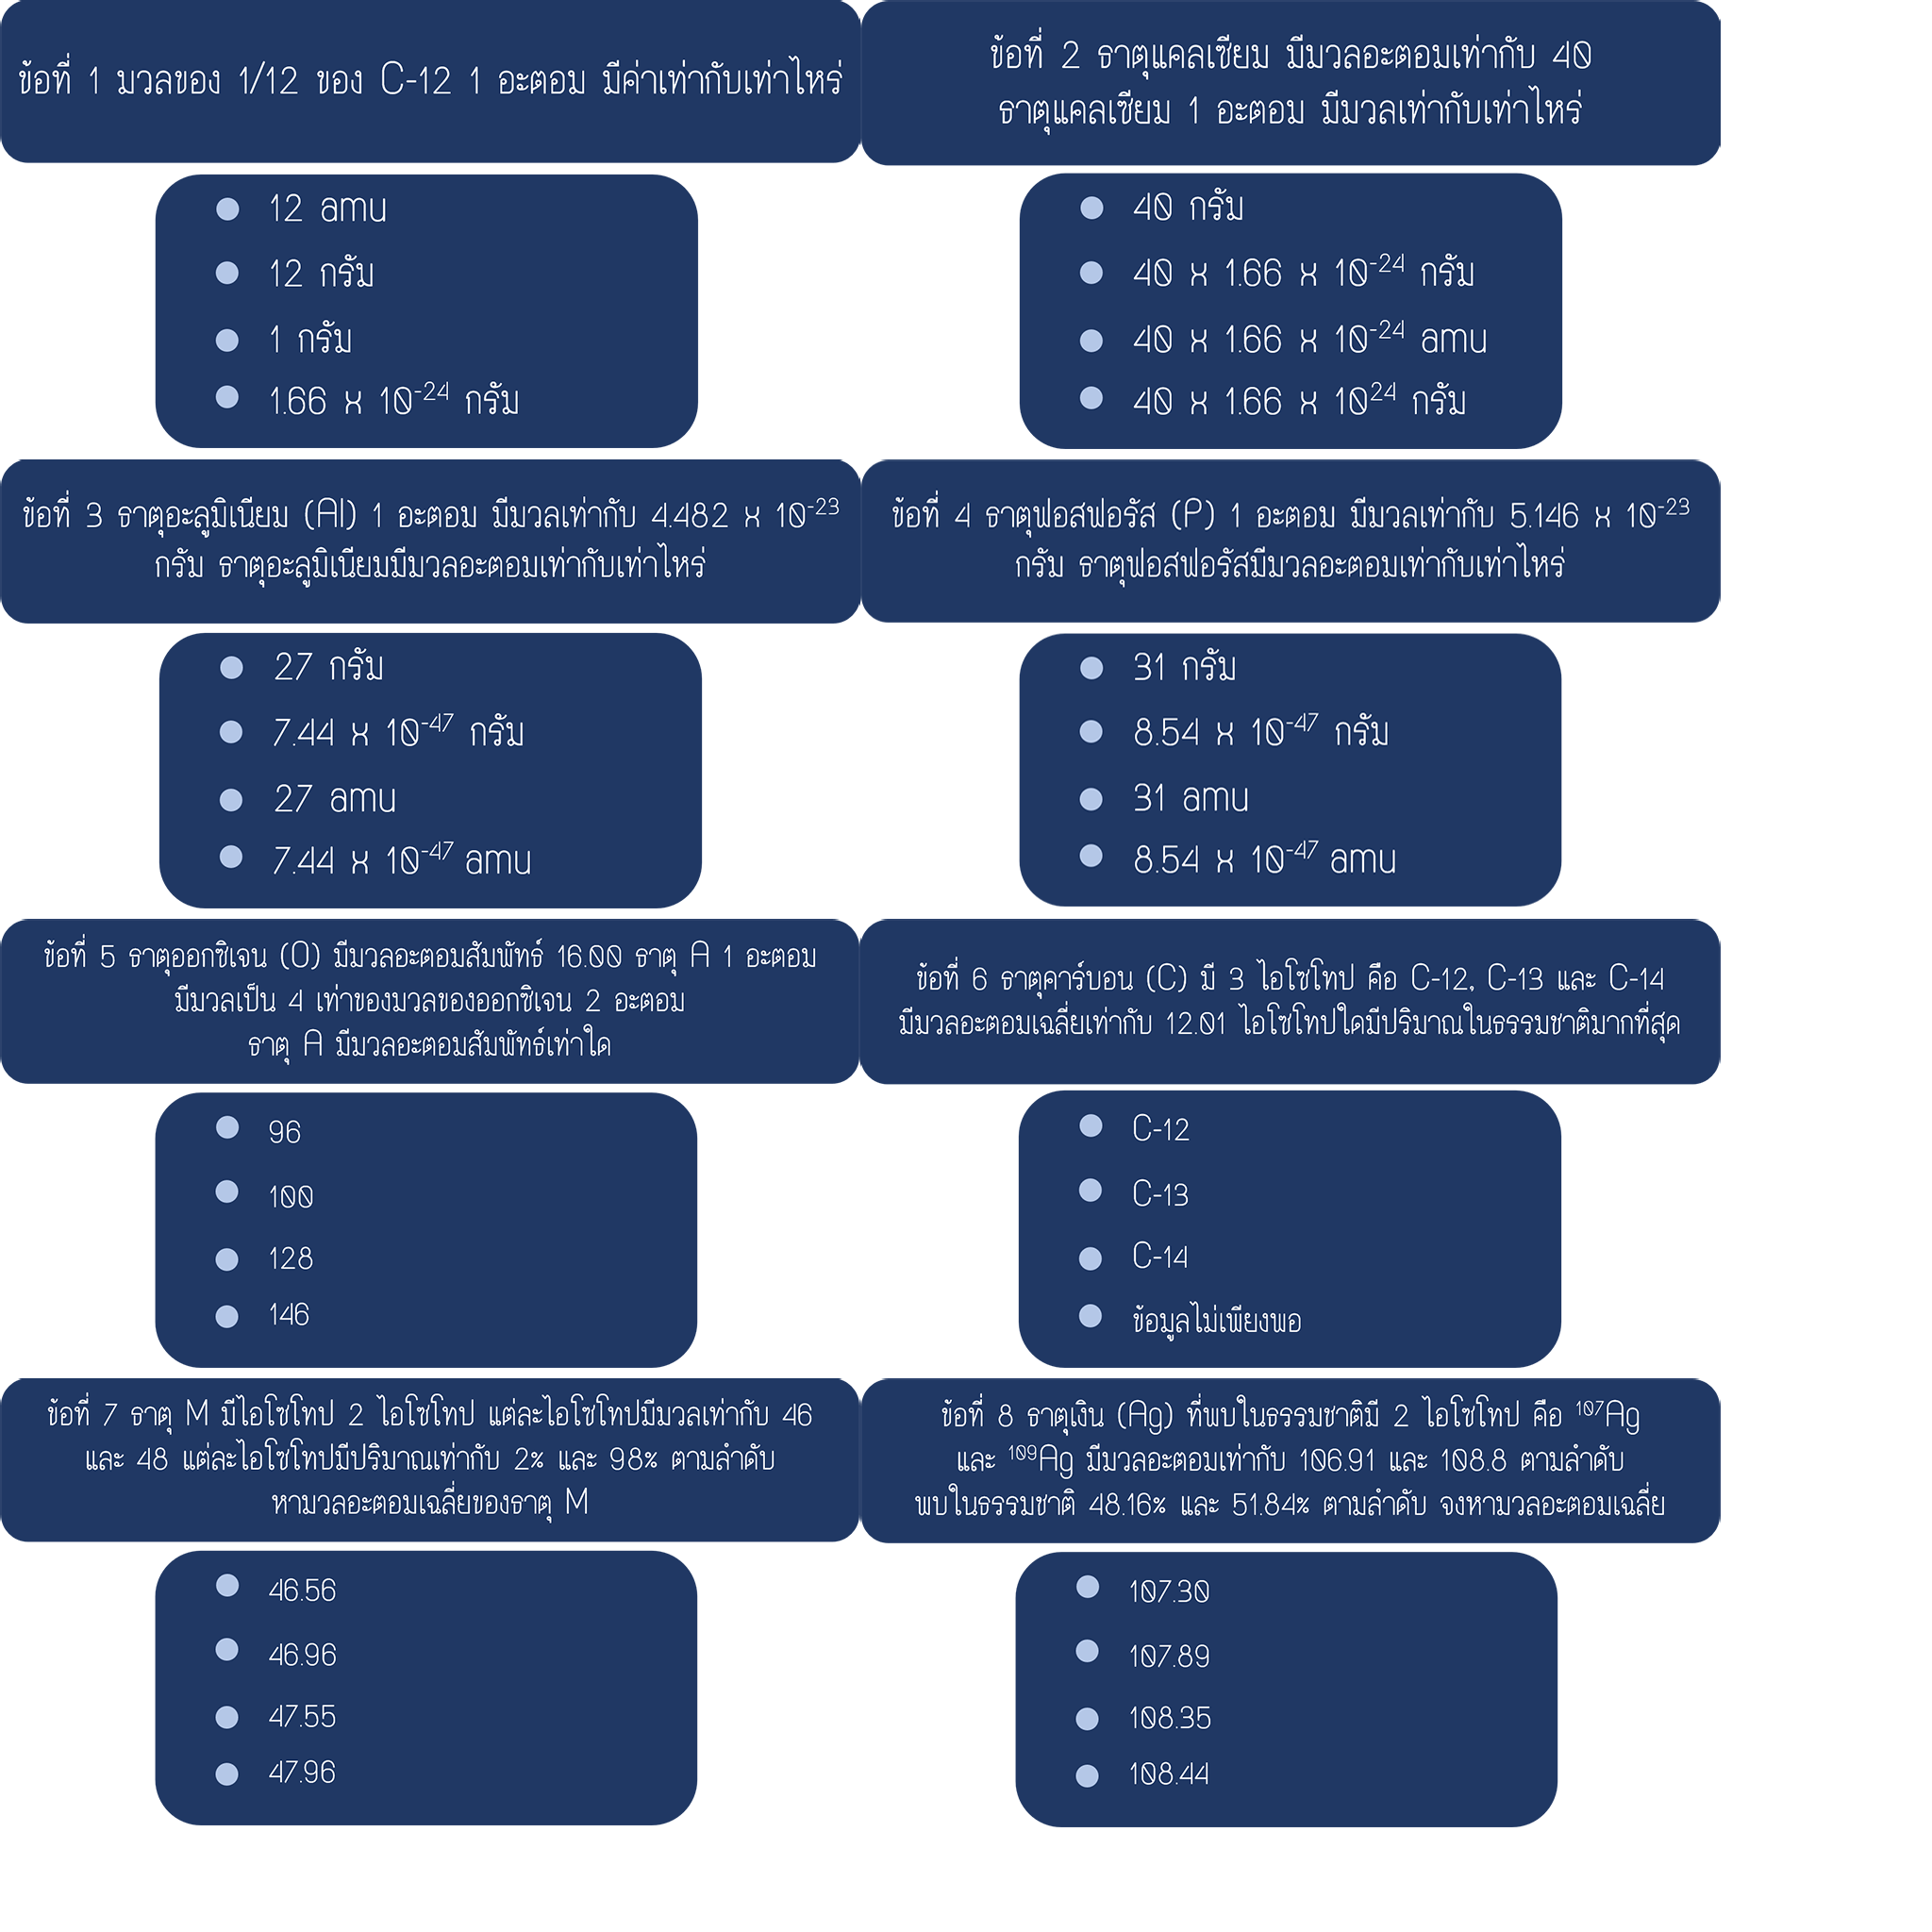 ข้อที่ 1 มวลของ 1/12 ของ C-12 1 อะตอม มีค่าเท่ากับเท่าไหร่
12 amu
12 กรัม
1 กรัม
1.66 x 10⁻²⁴ กรัม
ข้อที่ 2 ธาตุแคลเซียม มีมวลอะตอมเท่ากับ 40
ธาตุแคลเซียม 1 อะตอม มีมวลเท่ากับเท่าไหร่
40 กรัม
40 x 1.66 x 10⁻²⁴ กรัม
40 x 1.66 x 10⁻²⁴ amu
40 x 1.66 x 10²⁴ กรัม
ข้อที่ 3 ธาตุอะลูมิเนียม (Al) 1 อะตอม มีมวลเท่ากับ 4.482 x 10⁻²³
กรัม ธาตุอะลูมิเนียมมีมวลอะตอมเท่ากับเท่าไหร่
27 กรัม
7.44 x 10⁻⁴⁷ กรัม
27 amu
7.44 x 10⁻⁴⁷ amu
ข้อที่ 4 ธาตุฟอสฟอรัส (P) 1 อะตอม มีมวลเท่ากับ 5.146 x 10⁻²³
กรัม ธาตุฟอสฟอรัสมีมวลอะตอมเท่ากับเท่าไหร่
31 กรัม
8.54 x 10⁻⁴⁷ กรัม
31 amu
8.54 x 10⁻⁴⁷ amu
ข้อที่ 5 ธาตุออกซิเจน (O) มีมวลอะตอมสัมพัทธ์ 16.00 ธาตุ A 1 อะตอม
มีมวลเป็น 4 เท่าของมวลของออกซิเจน 2 อะตอม
ธาตุ A มีมวลอะตอมสัมพัทธ์เท่าใด
96
100
128
146
ข้อที่ 6 ธาตุคาร์บอน (C) มี 3 ไอโซโทป คือ C-12, C-13 และ C-14
มีมวลอะตอมเฉลี่ยเท่ากับ 12.01 ไอโซโทปใดมีปริมาณในธรรมชาติมากที่สุด
C-12
C-13
C-14
ข้อมูลไม่เพียงพอ
ข้อที่ 7 ธาตุ M มีไอโซโทป 2 ไอโซโทป แต่ละไอโซโทปมีมวลเท่ากับ 46
และ 48 แต่ละไอโซโทปมีปริมาณเท่ากับ 2% และ 98% ตามลำดับ
หามวลอะตอมเฉลี่ยของธาตุ M
46.56
46.96
47.55
47.96
ข้อที่ 8 ธาตุเงิน (Ag) ที่พบในธรรมชาติมี 2 ไอโซโทป คือ ¹⁰⁷Ag
และ ¹⁰⁹Ag มีมวลอะตอมเท่ากับ 106.91 และ 108.8 ตามลำดับ
พบในธรรมชาติ 48.16% และ 51.84% ตามลำดับ จงหามวลอะตอมเฉลี่ย
107.30
107.89
108.35
108.44